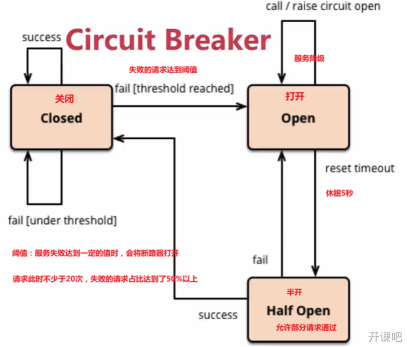 call / raise circuit open
success
Circuit Breaker
失败的请求达到阈值
服务降级
关闭
Closed
fail [threshold reached]
打开
Open
reset timeout
休眠5秒
fail [under threshold]
阈值：服务失败达到一定的值时，会将断路器打开
fail
请求此时不少于20次，失败的请求占比达到了50%以上
半开
Half Open
success
允许部分请求通过
开课吧